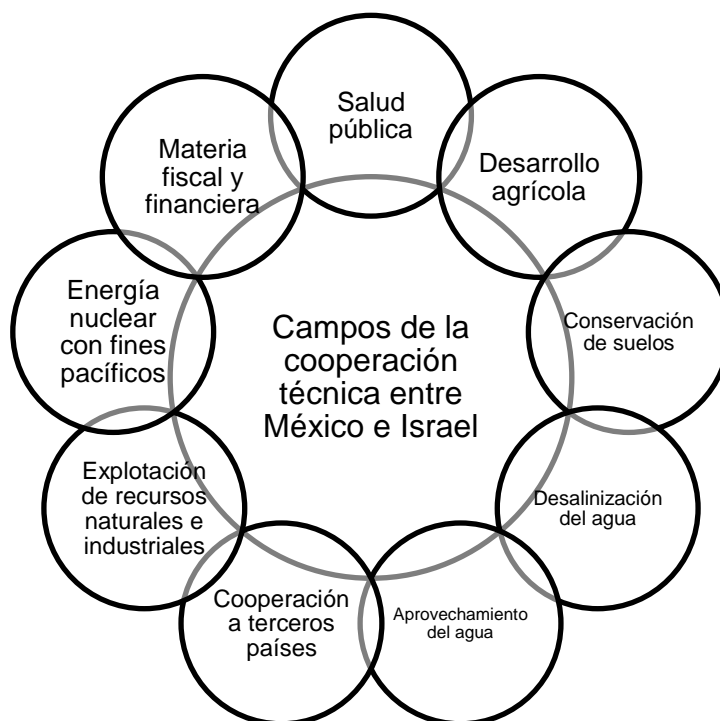 Salud
pública
Desarrollo
agrícola
Conservación
de suelos
Desalinización
del agua
Aprovechamiento
del agua
Cooperación
a terceros
países
Explotación
de recursos
naturales e
industriales
Energía
nuclear
con fines
pacíficos
Materia
fiscal y
financiera
Campos de la
cooperación
técnica entre
México e Israel